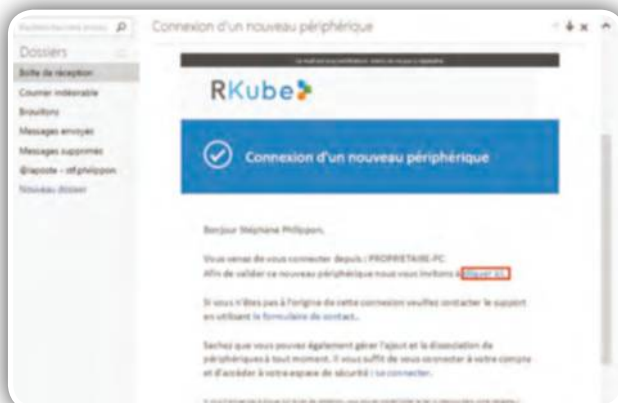 Connexion d'un nouveau périphérique
Dossiers
Boîte de réception
Courrier indésirable
Brouillons
Messages envoyés
Messages supprimés
Nouveau dossier
RKube
Connexion d'un nouveau périphérique
Bonjour Stéphane Philippon,
Vous venez de vous connecter depuis : PROPRIETAIRE-PC
Afin de valider ce nouveau périphérique nous vous invitons à cliquer ici.
Si vous n'êtes pas à l'origine de cette connexion veuillez contacter le support
en utilisant le formulaire de contact.
Sachez que vous pouvez également gérer l'ajout et la dissociation de
périphériques à tout moment. Il vous suffit de vous connecter à votre compte
et d'accéder à votre espace de sécurité : se connecter.